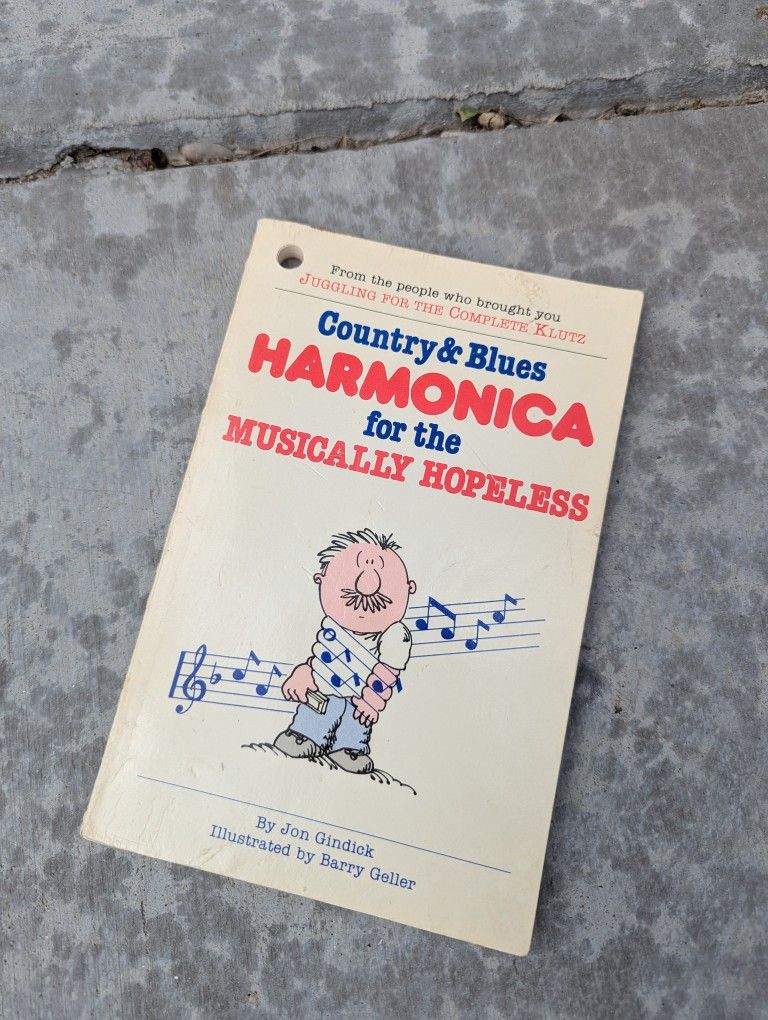 From the people who brought you
JUGGLING FOR THE COMPLETE KLUTZ
Country & Blues
HARMONICA
for the
MUSICALLY HOPELESS
By Jon Gindick
Illustrated by Barry Geller